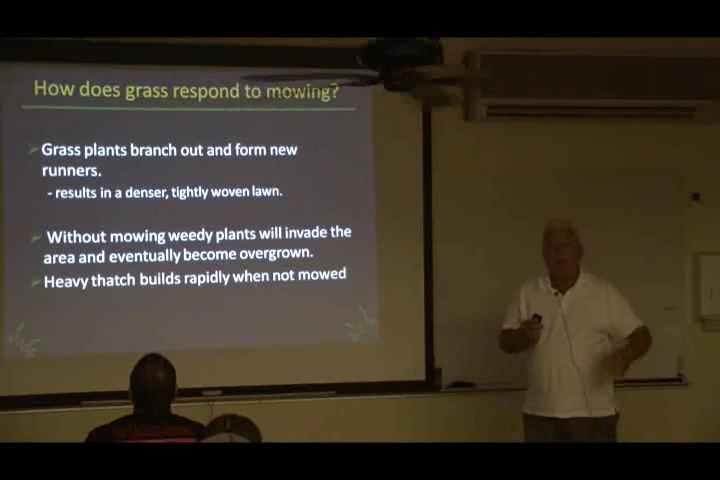 How does grass respond to mowing?
Grass plants branch out and form new
runners.
- results in a denser, tightly woven lawn.
Without mowing weedy plants will invade the
area and eventually become overgrown.
Heavy thatch builds rapidly when not mowed